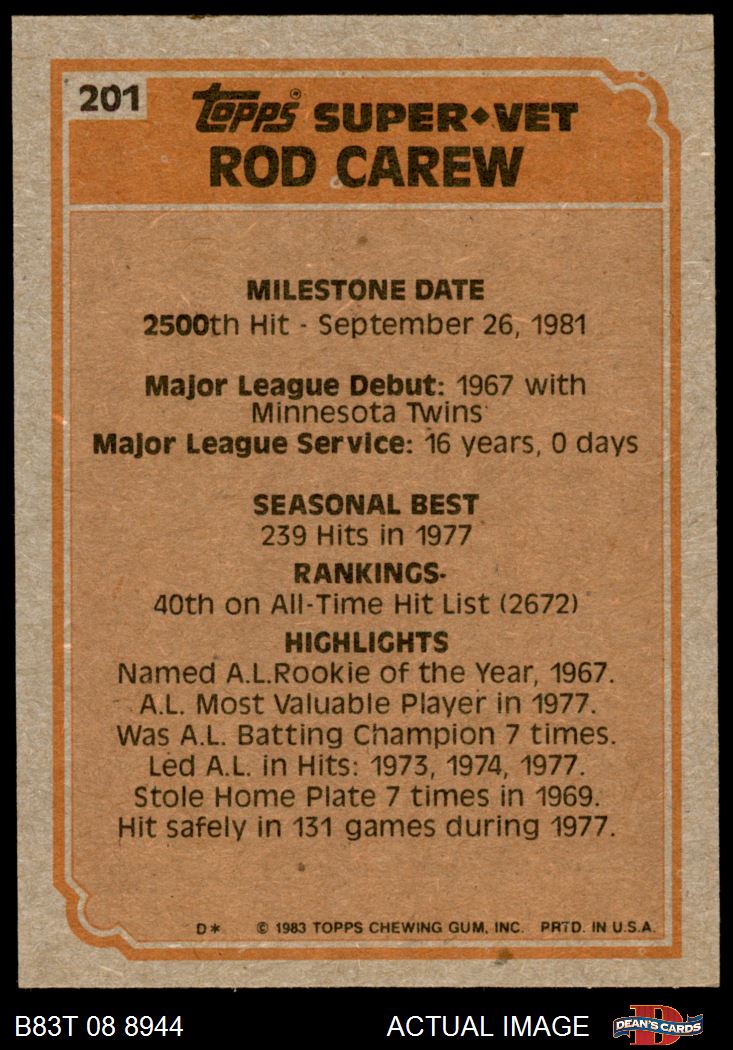 201
Topps® SUPER◆VET
ROD CAREW
MILESTONE DATE
2500th Hit - September 26, 1981
Major League Debut: 1967 with
Minnesota Twins
Major League Service: 16 years, 0 days
SEASONAL BEST
239 Hits in 1977
RANKINGS-
40th on All-Time Hit List (2672)
HIGHLIGHTS
Named A.L.Rookie of the Year, 1967.
A.L. Most Valuable Player in 1977.
Was A.L. Batting Champion 7 times.
Led A.L. in Hits: 1973, 1974, 1977.
Stole Home Plate 7 times in 1969.
Hit safely in 131 games during 1977.
D* © 1983 TOPPS CHEWING GUM, INC. PRTD. IN U.S.A.
B83T 08 8944 ACTUAL IMAGE D DEAN'S CARDS